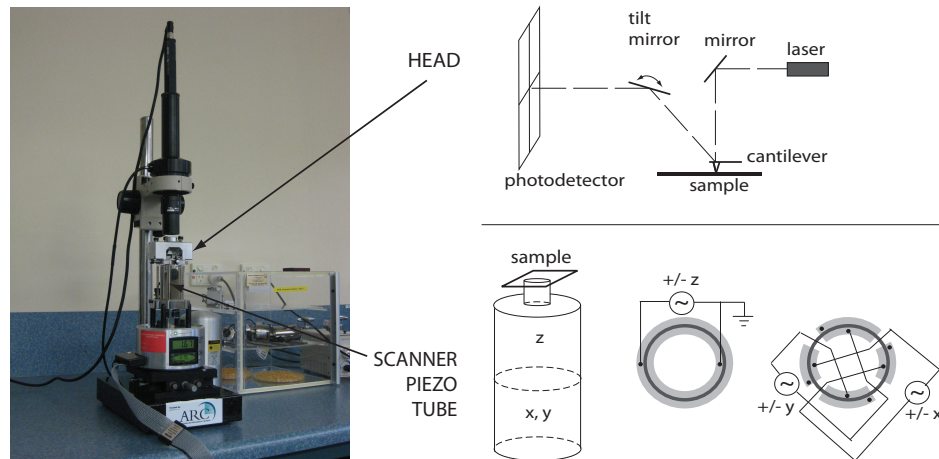 HEAD
SCANNER
PIEZO
TUBE
ARC
tilt
mirror
mirror
laser
photodetector
cantilever
sample
sample
z
x, y
+/- z
~
~
+/- y
~
+/- x